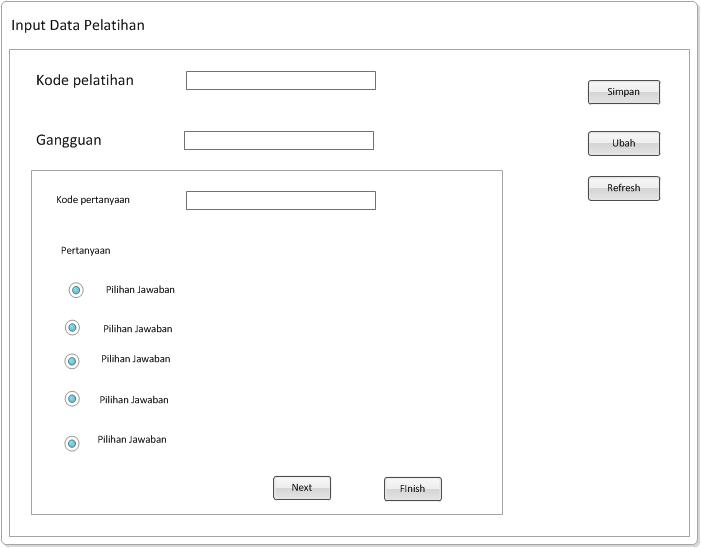 Input Data Pelatihan
Kode pelatihan
Simpan
Gangguan
Ubah
Refresh
Kode pertanyaan
Pertanyaan
Pilihan Jawaban
Pilihan Jawaban
Pilihan Jawaban
Pilihan Jawaban
Pilihan Jawaban
Next
FInish